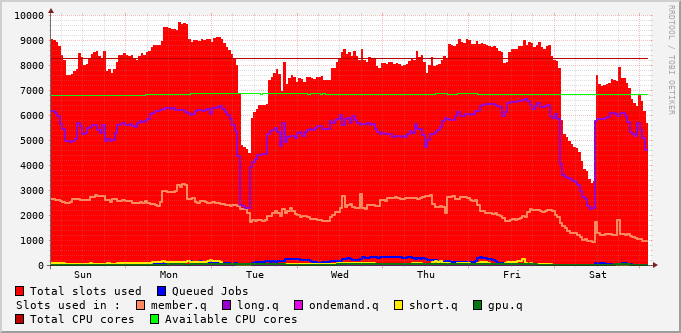 10000
9000
8000
7000
6000
5000
4000
3000
2000
1000
0
Sun Mon Tue Wed Thu Fri Sat
Total slots used Queued Jobs
Slots used in : member.q long.q ondemand.q short.q gpu.q
Total CPU cores Available CPU cores
RRDTOOL / TOBI OETIKER